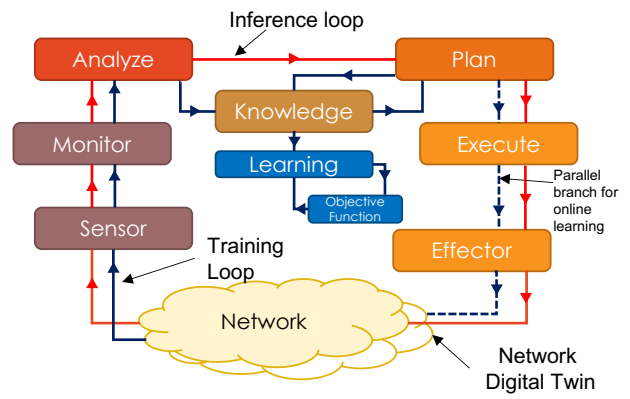 Inference loop
Analyze
Plan
Knowledge
Monitor
Execute
Learning
Objective
Function
Parallel
branch for
online
learning
Sensor
Effector
Training
Loop
Network
Network
Digital Twin